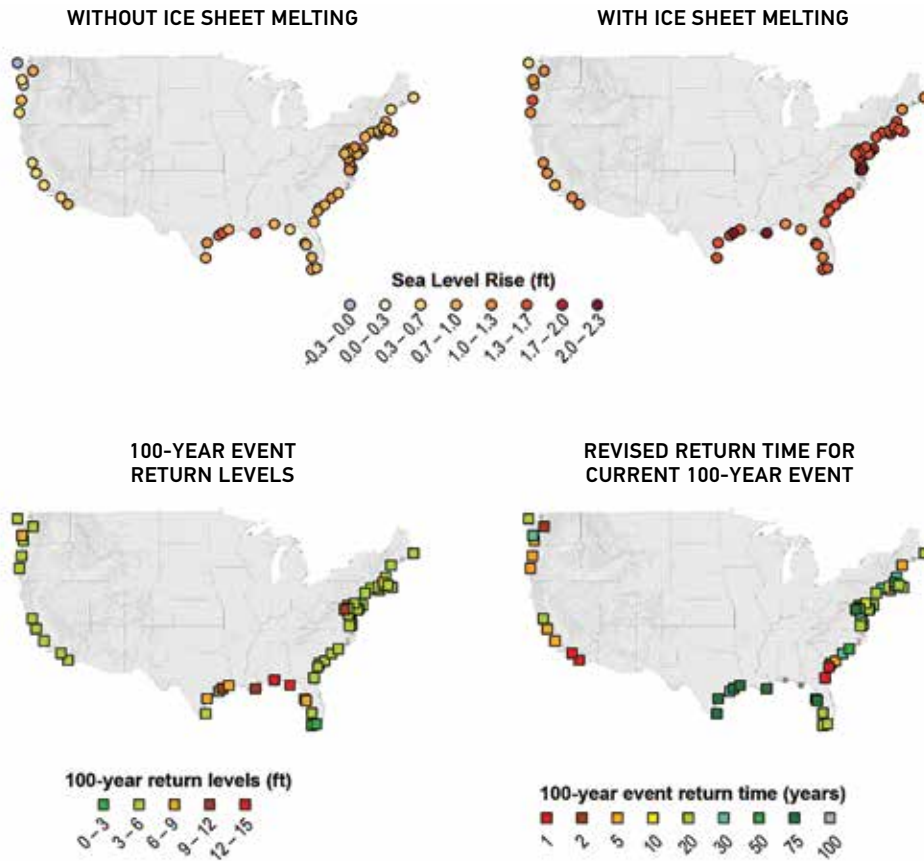 WITHOUT ICE SHEET MELTING
WITH ICE SHEET MELTING
Sea Level Rise (ft)
-0.3 – 0.0
0.0 – 0.3
0.3 – 0.7
0.7 – 1.0
1.0 – 1.3
1.3 – 1.7
1.7 – 2.0
2.0 – 2.3
100-YEAR EVENT
RETURN LEVELS
REVISED RETURN TIME FOR
CURRENT 100-YEAR EVENT
100-year return levels (ft)
0 – 3
3 – 6
6 – 9
9 – 12
12 – 15
100-year event return time (years)
1
2
5
10
20
30
50
75
100